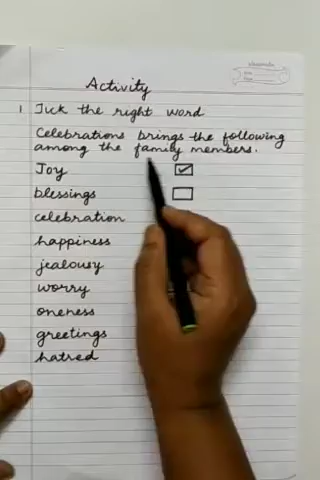 Activity
1 Tick the right word
Celebrations brings the following
among the family members.
Joy
blessings
celebration
happiness
jealousy
worry
oneness
greetings
hatred